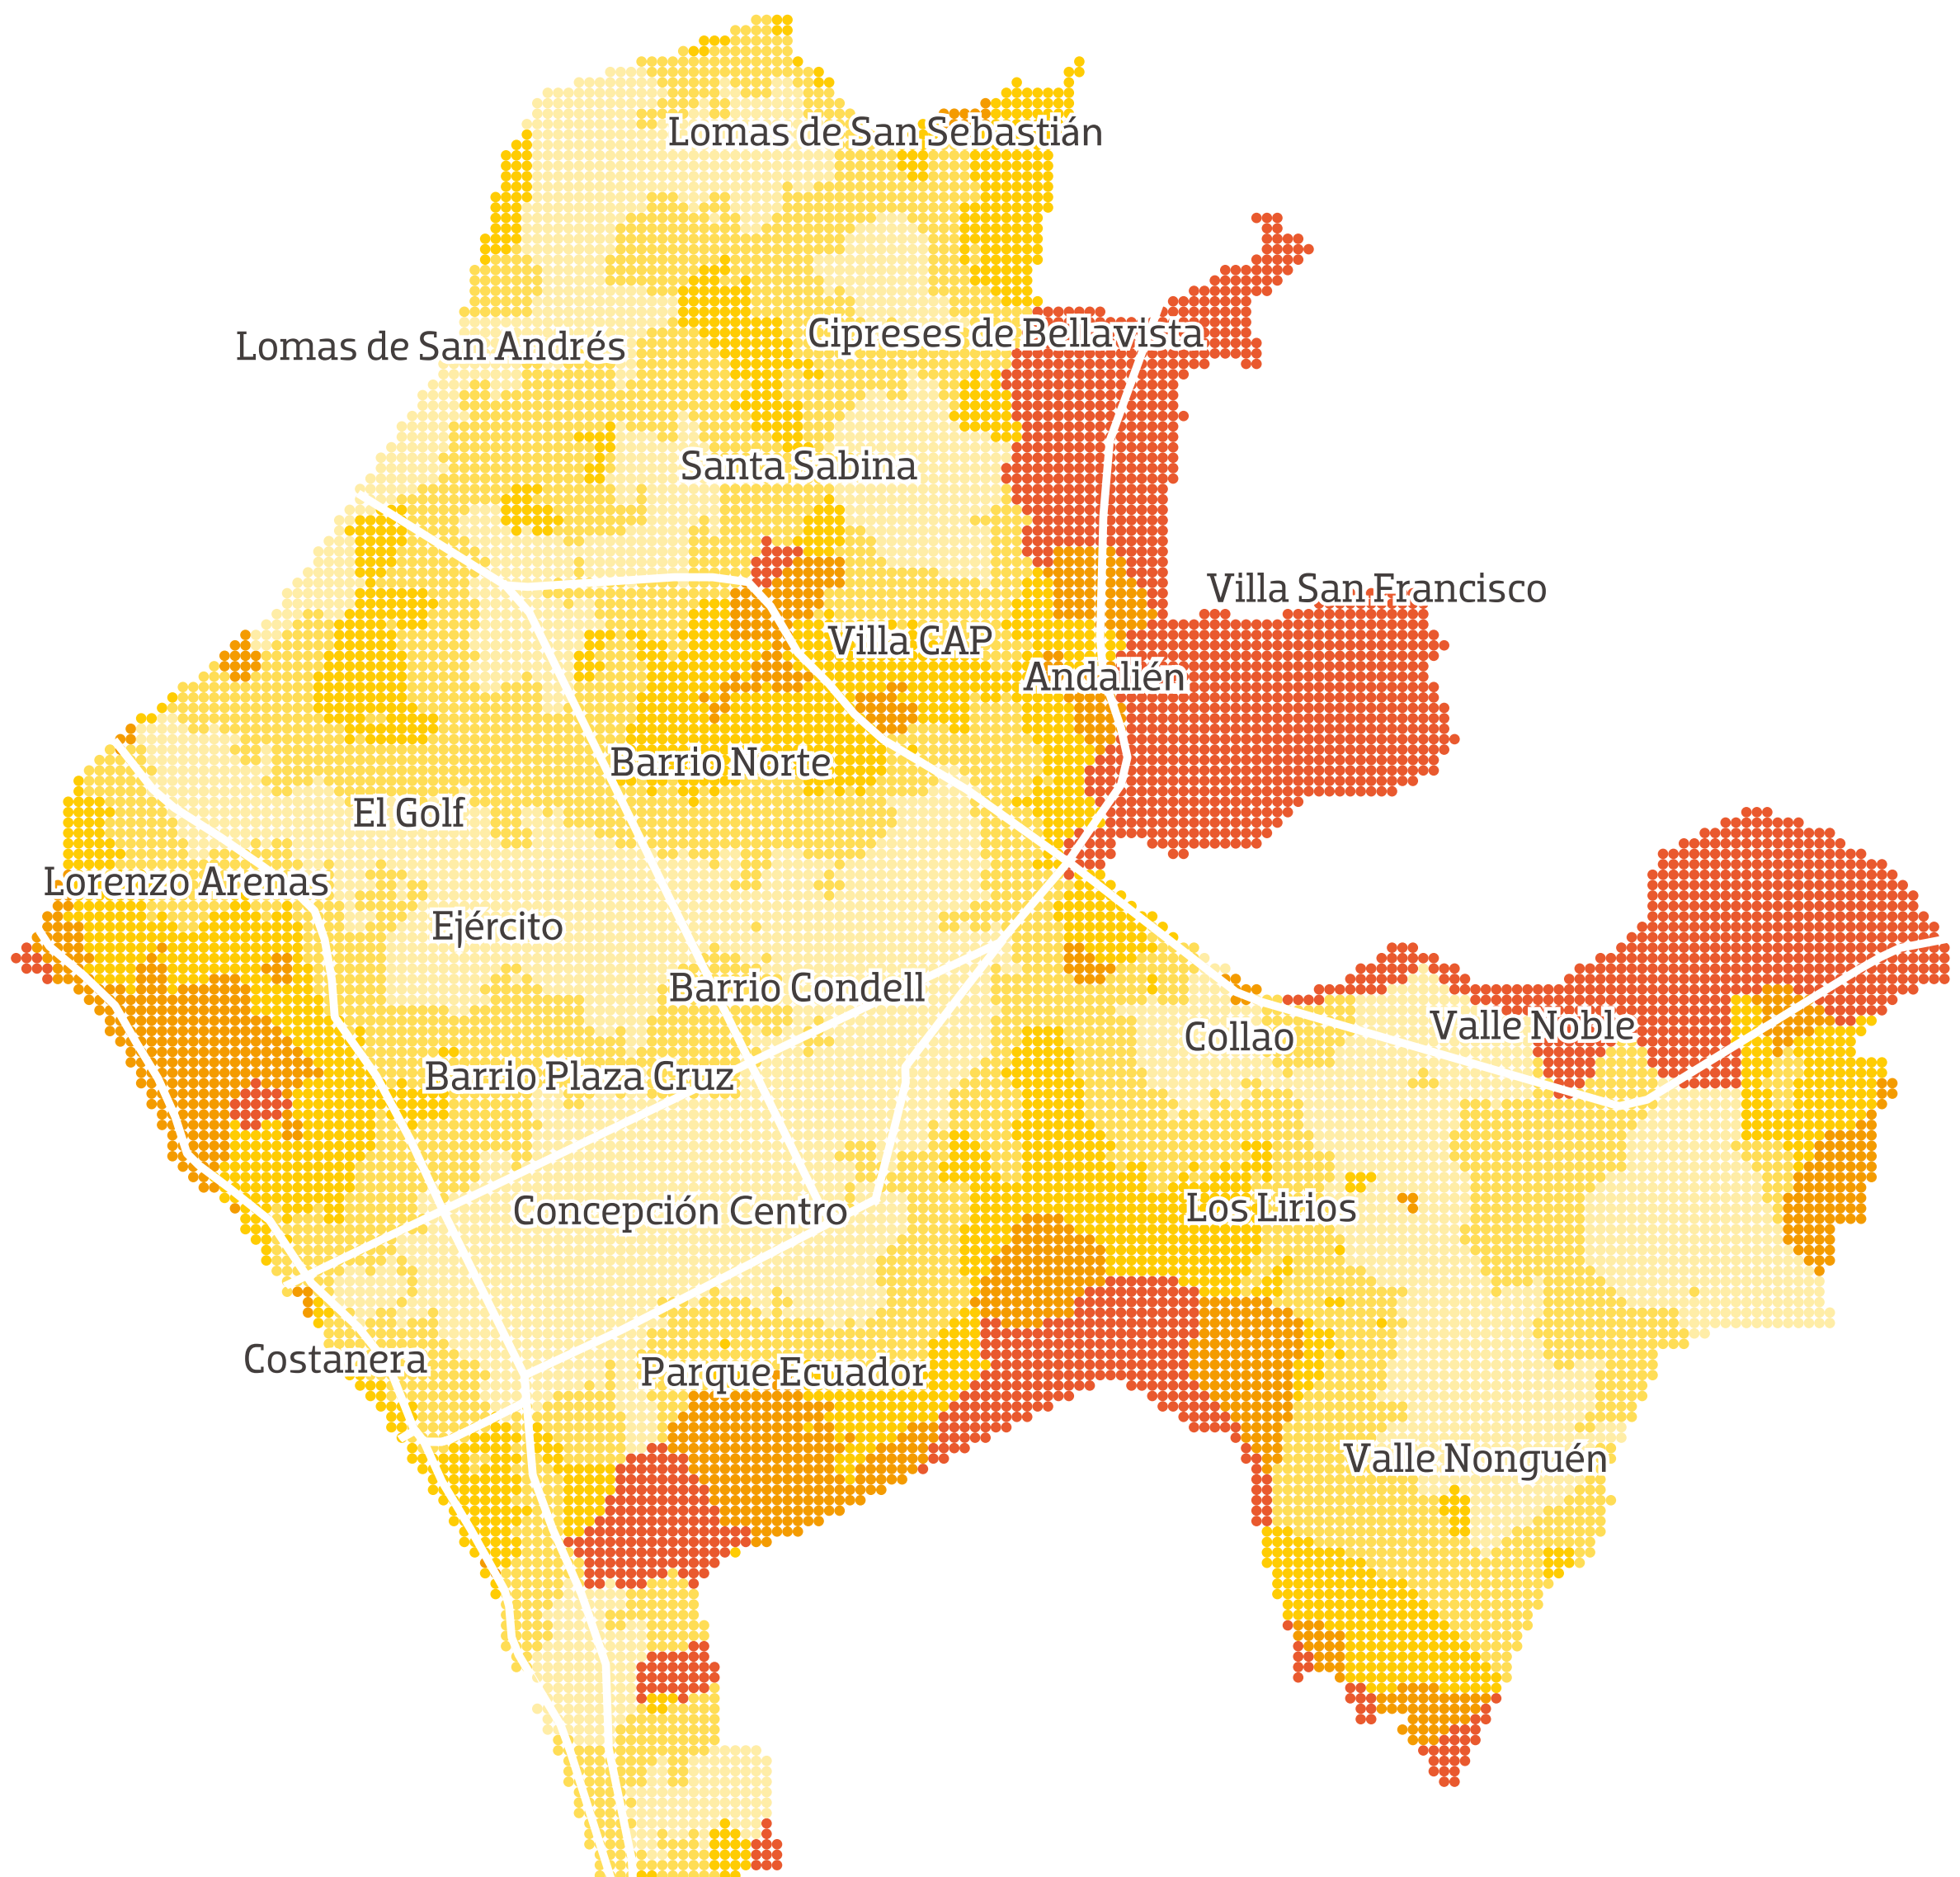 Lomas de San Sebastián
Cipreses de Bellavista
Lomas de San Andrés
Santa Sabina
Villa San Francisco
Villa CAP
Andalién
Barrio Norte
El Golf
Lorenzo Arenas
Ejército
Barrio Condell
Valle Noble
Collao
Barrio Plaza Cruz
Los Lirios
Concepción Centro
Costanera
Parque Ecuador
Valle Nonguén